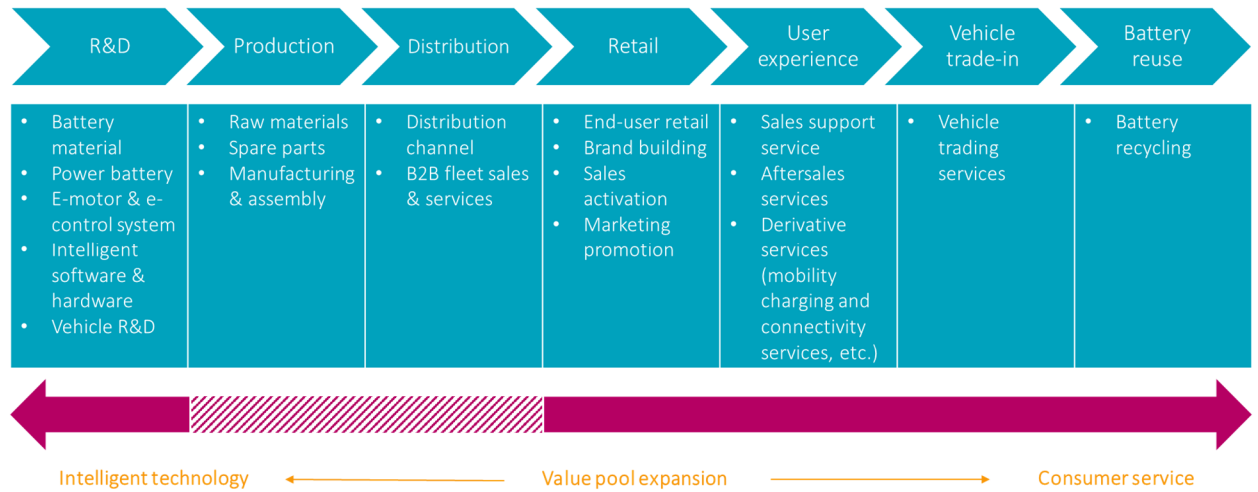 R&D
Production
Distribution
Retail
User
experience
Vehicle
trade-in
Battery
reuse
• Battery
material
• Power battery
• E-motor & e-
control system
• Intelligent
software &
hardware
• Vehicle R&D
• Raw materials
• Spare parts
• Manufacturing
& assembly
• Distribution
channel
• B2B fleet sales
& services
• End-user retail
• Brand building
• Sales
activation
• Marketing
promotion
• Sales support
service
• Aftersales
services
• Derivative
services
(mobility
charging and
connectivity
services, etc.)
• Vehicle
trading
services
• Battery
recycling
Intelligent technology
Value pool expansion
Consumer service